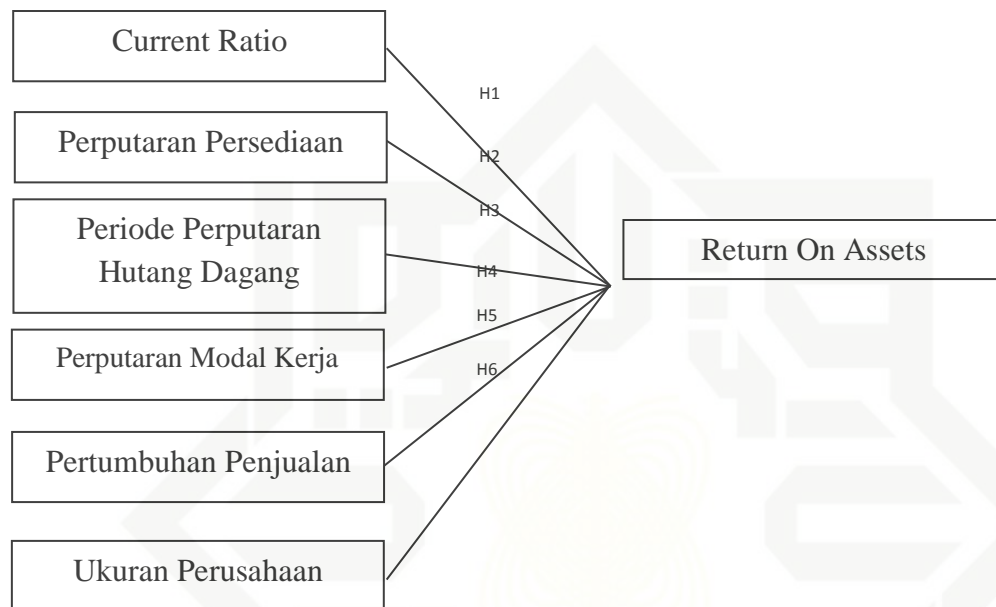 Current Ratio
H1
Perputaran Persediaan
H2
H3
Periode Perputaran
Hutang Dagang
Return On Assets
H4
H5
Perputaran Modal Kerja
H6
Pertumbuhan Penjualan
Ukuran Perusahaan